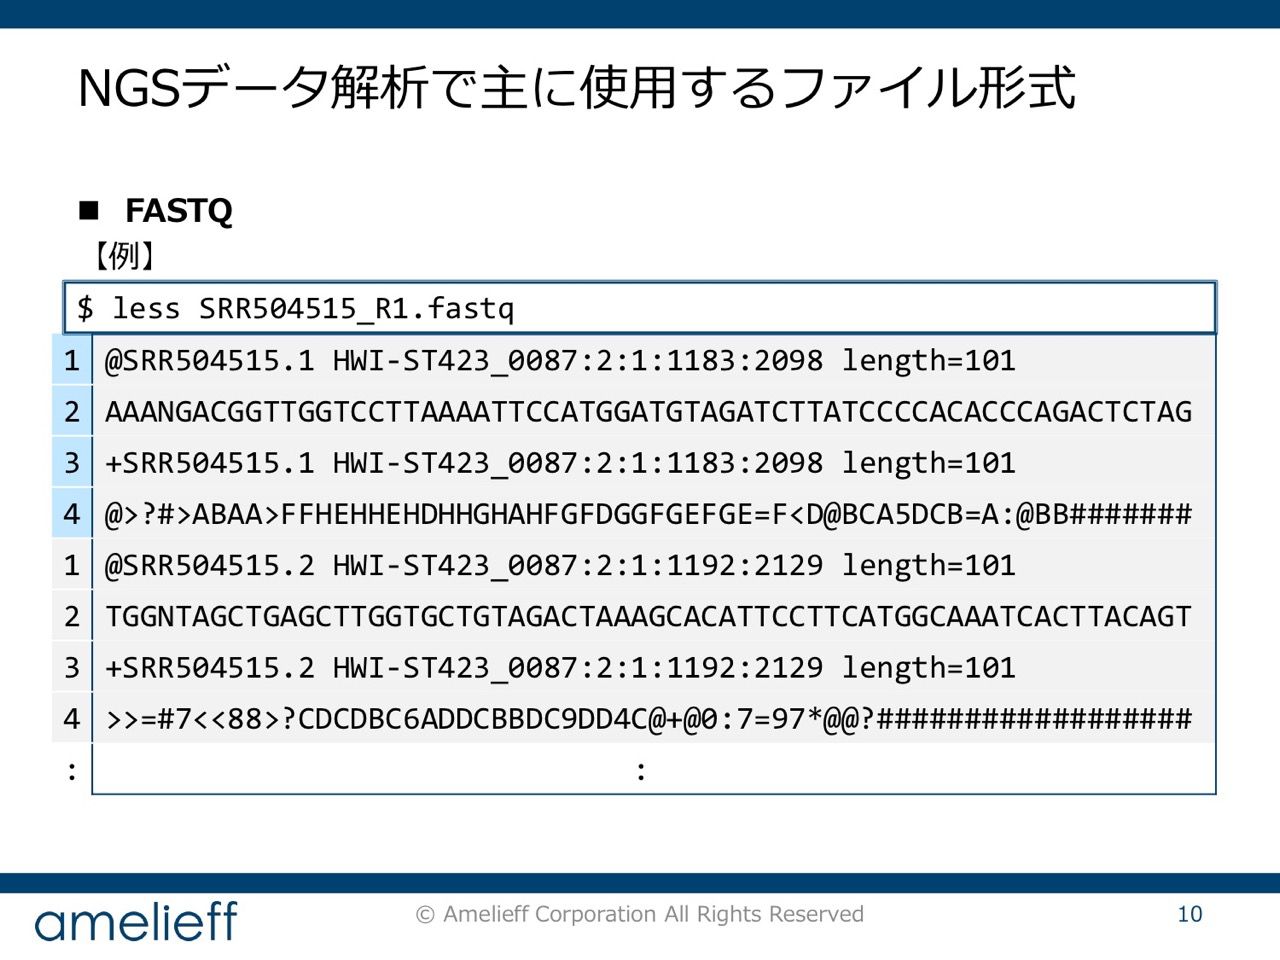 NGSデータ解析で主に使用するファイル形式
■ FASTQ
【例】
$ less SRR504515_R1.fastq
1 @SRR504515.1 HWI-ST423_0087:2:1:1183:2098 length=101
2 AAANGACGGTTGGTCCTTAAAATTCCATGGATGTAGATCTTATCCCCACACCCAGACTCTAG
3 +SRR504515.1 HWI-ST423_0087:2:1:1183:2098 length=101
4 @>?#>ABAA>FFHEHHEHDHHGHAHFGFDGGFGEFGE=F<D@BCA5DCB=A:@BB#######
1 @SRR504515.2 HWI-ST423_0087:2:1:1192:2129 length=101
2 TGGNTAGCTGAGCTTGGTGCTGTAGACTAAAGCACATTCCTTCATGGCAAATCACTTACAGT
3 +SRR504515.2 HWI-ST423_0087:2:1:1192:2129 length=101
4 >>=#7<<88>?CDCDBC6ADDCBBDC9DD4C@+@0:7=97*@@?##################
: :
amelieff
© Amelieff Corporation All Rights Reserved
10